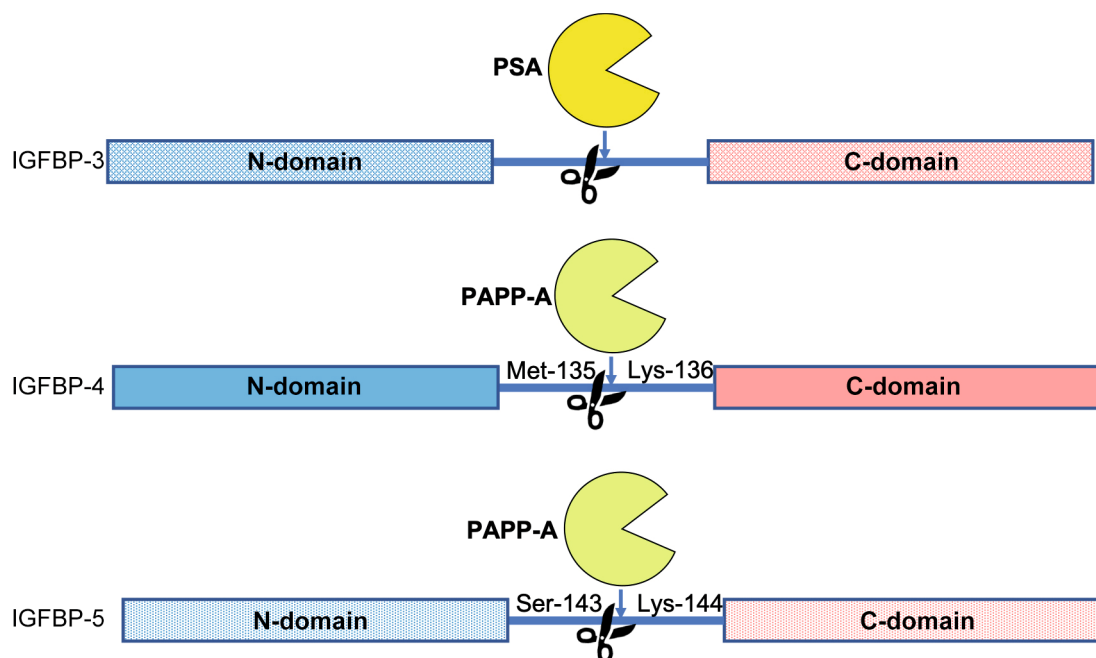 PSA
IGFBP-3 N-domain C-domain
PAPP-A
Met-135 Lys-136
IGFBP-4 N-domain C-domain
PAPP-A
Ser-143 Lys-144
IGFBP-5 N-domain C-domain